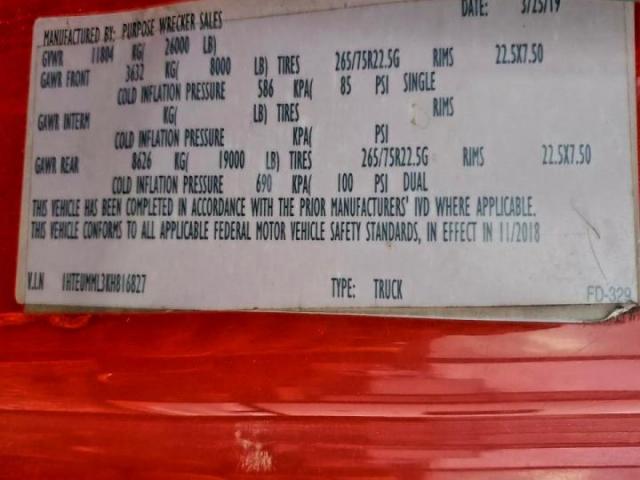 MANUFACTURED BY: PURPOSE WRECKER SALES DATE: 3/25/19
GVWR 11804 KG( 26000 LB)
GAWR FRONT 3632 KG( 8000 LB) TIRES 265/75R22.5G RIMS 22.5X7.50
COLD INFLATION PRESSURE 586 KPA( 85 PSI SINGLE
GAWR INTERM KG( LB) TIRES RIMS
COLD INFLATION PRESSURE KPA( PSI
GAWR REAR 8626 KG( 19000 LB) TIRES 265/75R22.5G RIMS 22.5X7.50
COLD INFLATION PRESSURE 690 KPA( 100 PSI DUAL
THIS VEHICLE HAS BEEN COMPLETED IN ACCORDANCE WITH THE PRIOR MANUFACTURERS' IVD WHERE APPLICABLE.
THIS VEHICLE CONFORMS TO ALL APPLICABLE FEDERAL MOTOR VEHICLE SAFETY STANDARDS, IN EFFECT IN 11/2018
V.I.N 1HTEUMML3KH816827 TYPE: TRUCK
FD-329